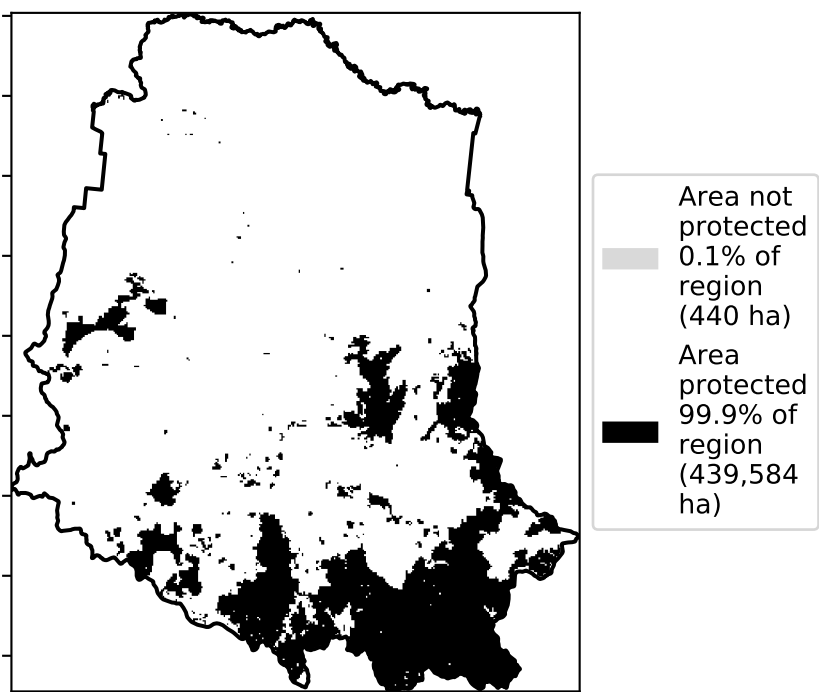 Area not
protected
0.1% of
region
(440 ha)
Area
protected
99.9% of
region
(439,584
ha)